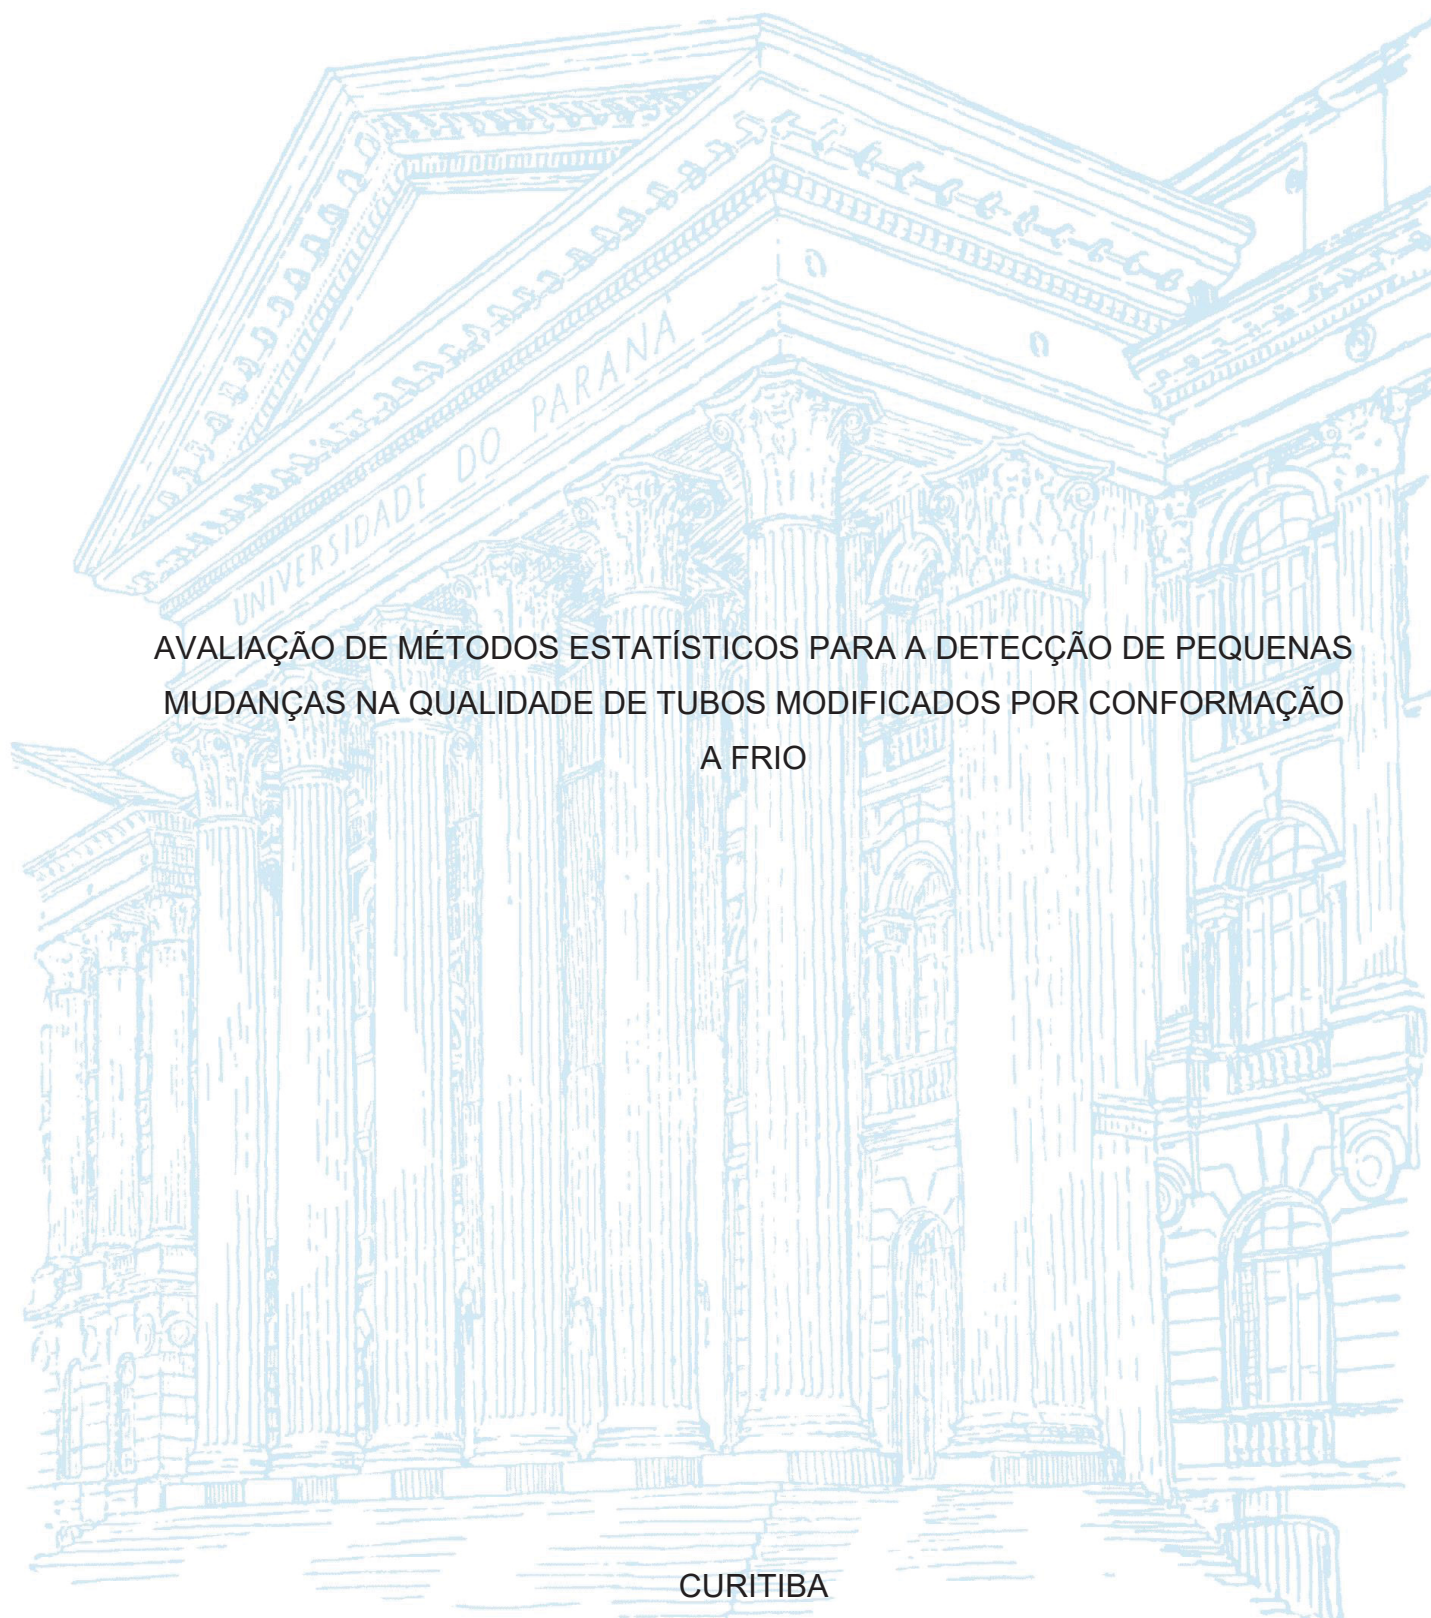 UNIVERSIDADE DO PARANÁ
AVALIAÇÃO DE MÉTODOS ESTATÍSTICOS PARA A DETECÇÃO DE PEQUENAS
MUDANÇAS NA QUALIDADE DE TUBOS MODIFICADOS POR CONFORMAÇÃO
A FRIO
CURITIBA